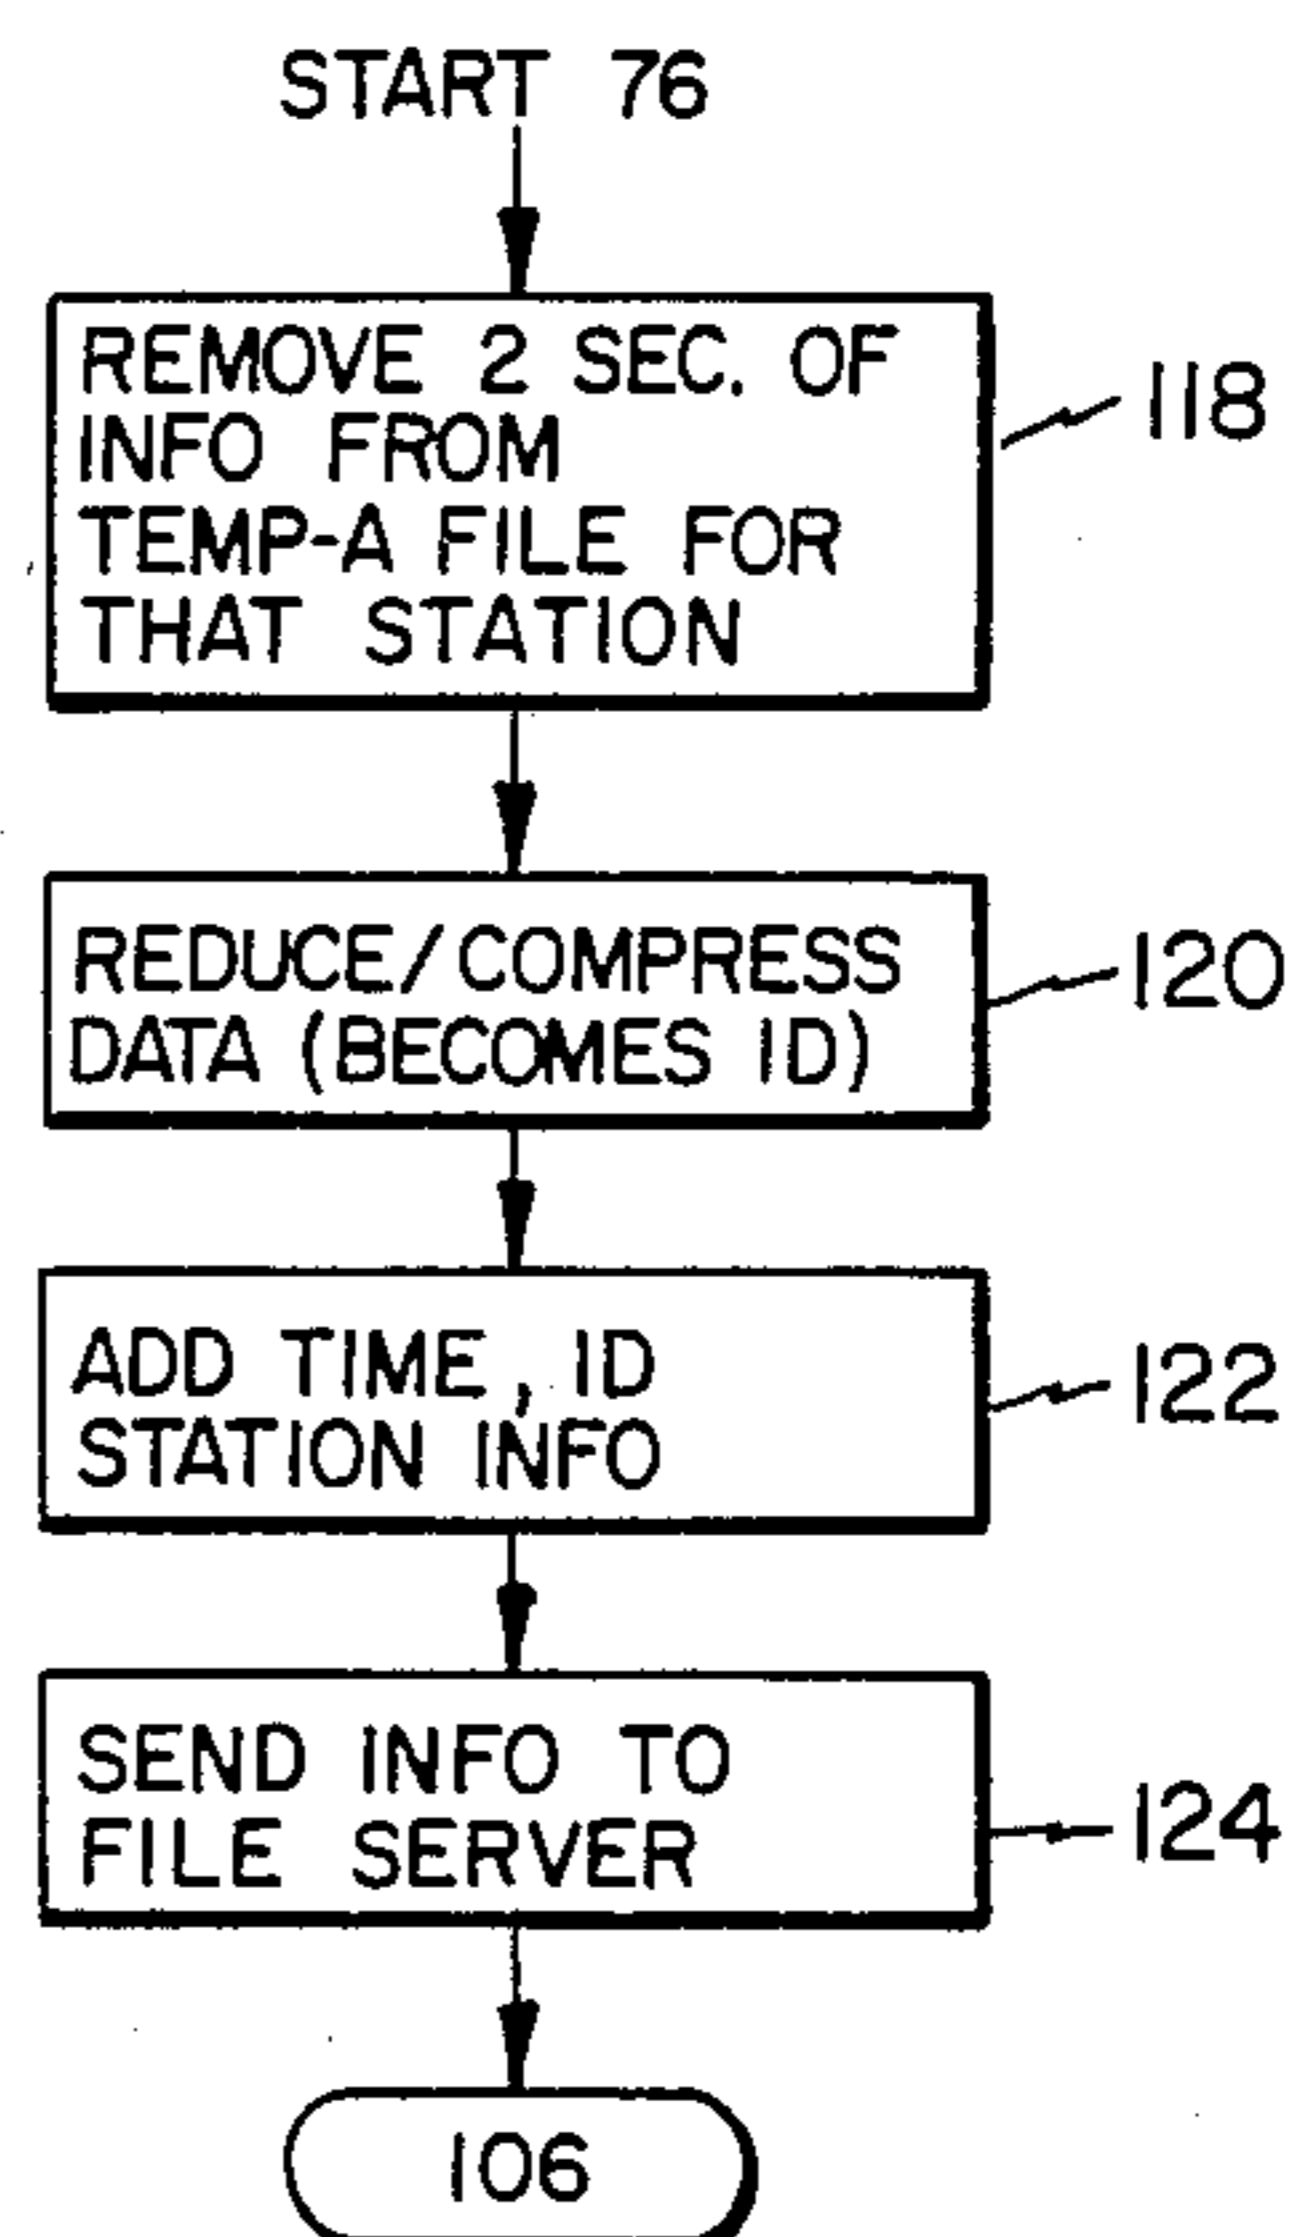 START 76
REMOVE 2 SEC. OF
INFO FROM
TEMP-A FILE FOR
THAT STATION
118
REDUCE/COMPRESS
DATA (BECOMES ID)
120
ADD TIME, ID
STATION INFO
122
SEND INFO TO
FILE SERVER
124
106